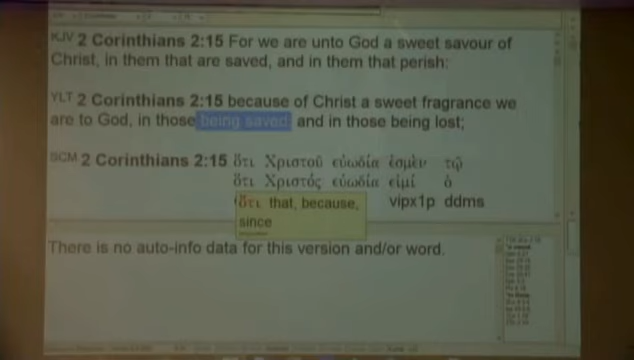 KJV 2 Corinthians 2:15 For we are unto God a sweet savour of
Christ, in them that are saved, and in them that perish:
YLT 2 Corinthians 2:15 because of Christ a sweet fragrance we
are to God, in those being saved, and in those being lost;
SCM 2 Corinthians 2:15 ὅτι Χριστοῦ εὐωδία ἐσμὲν τῷ
ὅτι Χριστός εὐωδία εἰμί ὁ
ὅτι that, because, vipx1p ddms
since
There is no auto-info data for this version and/or word.